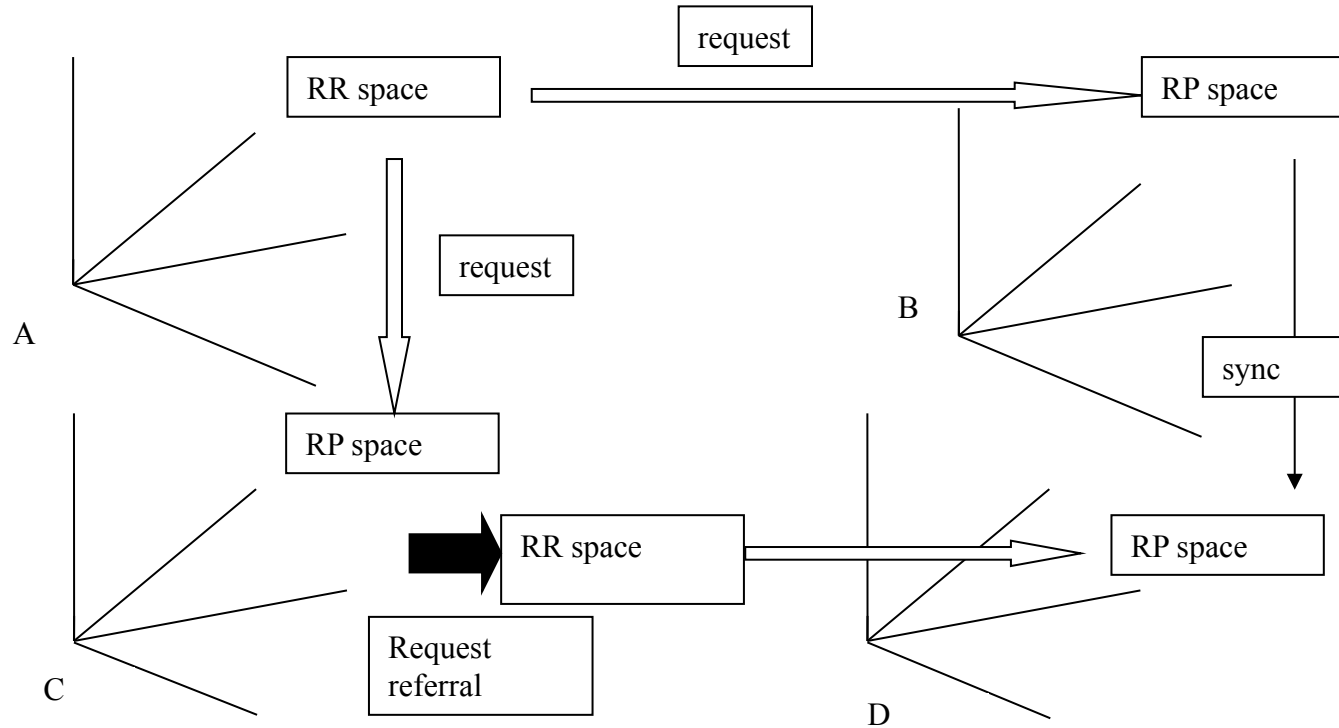 request
RR space
RP space
request
A
B
sync
RP space
RR space
RP space
Request
referral
C
D